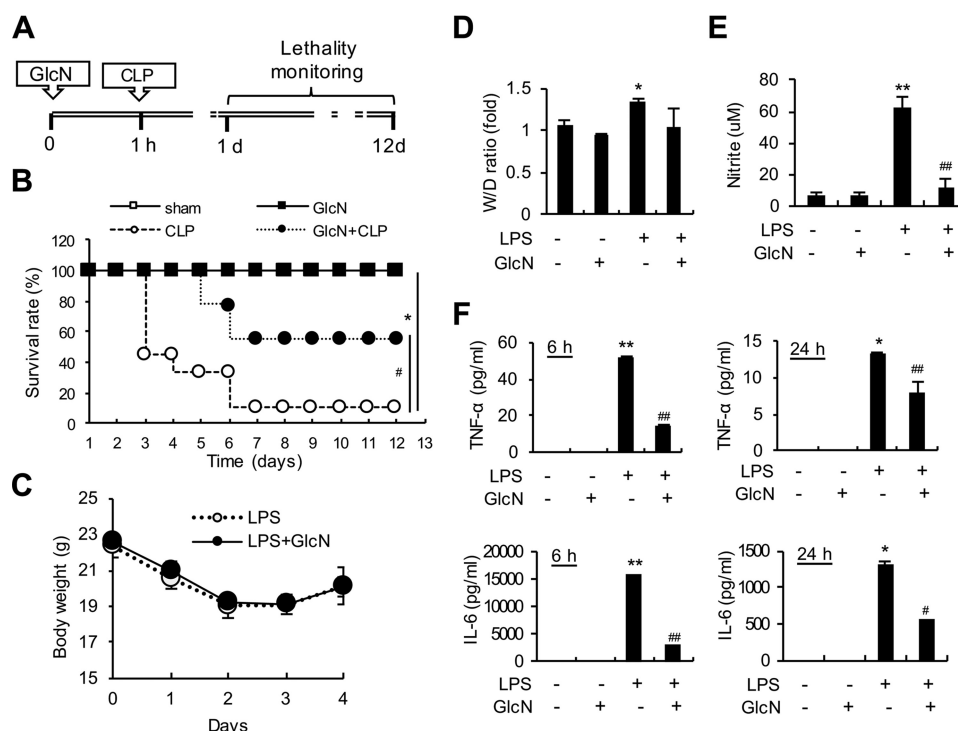 A
GlcN
CLP
Lethality
monitoring
0
1 h
1 d
12d
B
sham
GlcN
CLP
GlcN+CLP
Survival rate (%)
120
100
80
60
40
20
0
*
#
1 2 3 4 5 6 7 8 9 10 11 12 13
Time (days)
C
LPS
LPS+GlcN
Body weight (g)
25
23
21
19
17
15
0 1 2 3 4
Days
D
W/D ratio (fold)
1.5
1
0.5
0
*
LPS - - + +
GlcN - + - +
E
Nitrite (uM)
80
60
40
20
0
**
##
LPS - - + +
GlcN - + - +
F
6 h
TNF-α (pg/ml)
60
40
20
0
**
##
LPS - - + +
GlcN - + - +
24 h
TNF-α (pg/ml)
15
10
5
0
*
##
LPS - - + +
GlcN - + - +
6 h
IL-6 (pg/ml)
20000
15000
10000
5000
0
**
##
LPS - - + +
GlcN - + - +
24 h
IL-6 (pg/ml)
1500
1000
500
0
*
#
LPS - - + +
GlcN - + - +